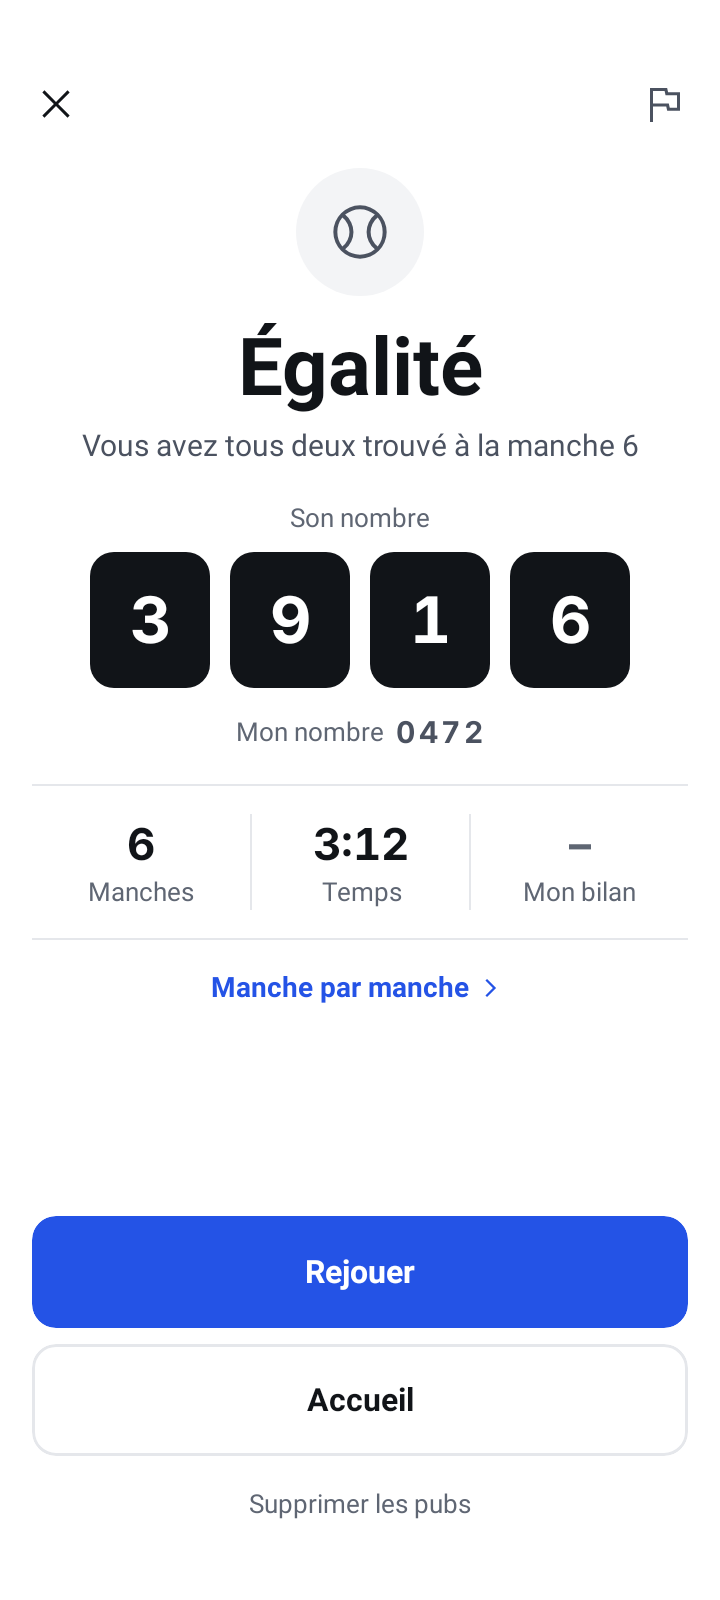 Égalité
Vous avez tous deux trouvé à la manche 6
Son nombre
3 9 1 6
Mon nombre 0472
6 3:12 –
Manches Temps Mon bilan
Manche par manche
Rejouer
Accueil
Supprimer les pubs